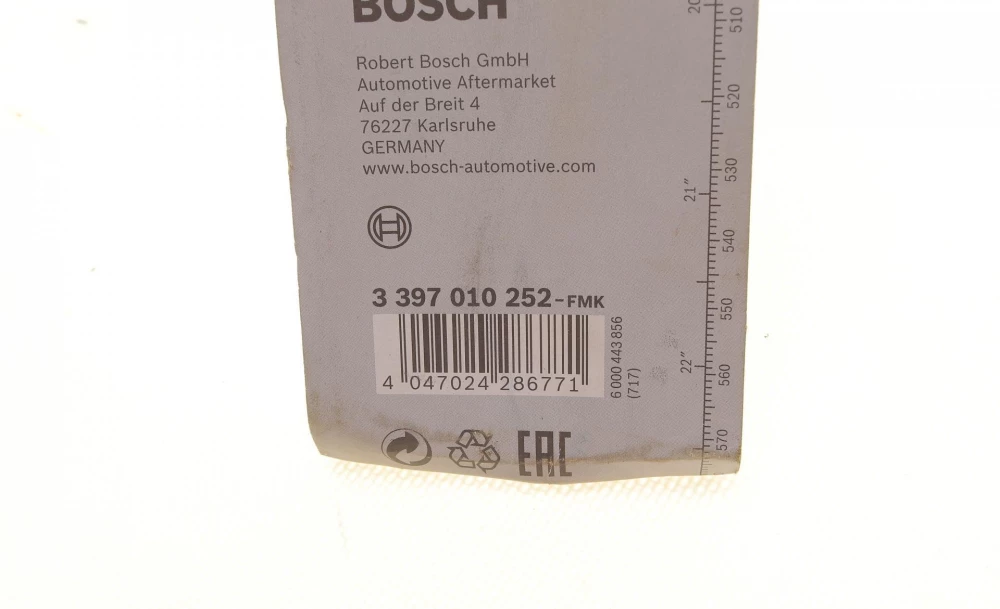 BOSCH
Robert Bosch GmbH
Automotive Aftermarket
Auf der Breit 4
76227 Karlsruhe
GERMANY
www.bosch-automotive.com
3 397 010 252-FMK
4 047024 286771
6 000 443 856
(717)
EAC
510
520
530
21"
540
550
22"
560
570